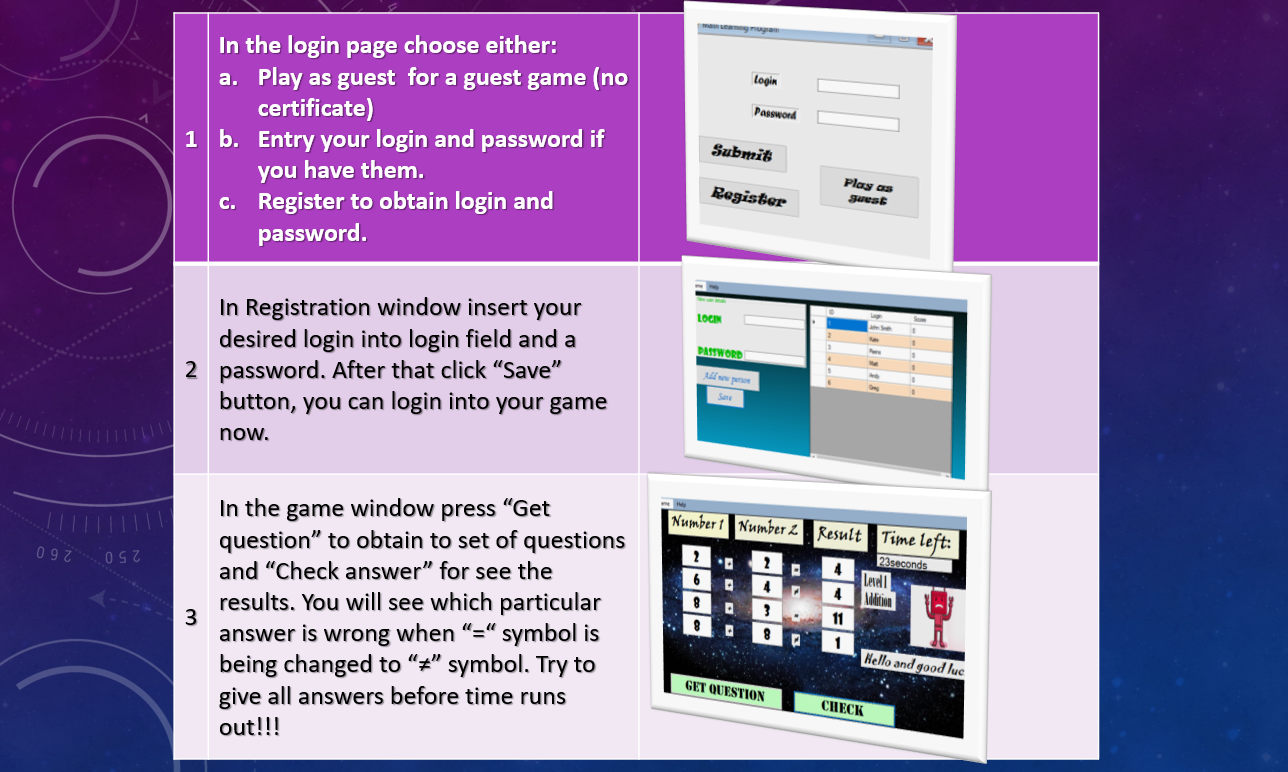 1
In the login page choose either:
a. Play as guest for a guest game (no
certificate)
b. Entry your login and password if
you have them.
c. Register to obtain login and
password.
Math Learning Program
Login
Password
Submit
Register
Play as
guest
2
In Registration window insert your
desired login into login field and a
password. After that click “Save”
button, you can login into your game
now.
Help
LOGIN
PASSWORD
Add new person
Save
ID Login Score
1 John Smith 0
2 Kate 0
3 0
4 Matt 0
5 Andy 0
6 Greg 0
3
In the game window press “Get
question” to obtain to set of questions
and “Check answer” for see the
results. You will see which particular
answer is wrong when “=“ symbol is
being changed to “≠” symbol. Try to
give all answers before time runs
out!!!
Help
Number 1 Number 2 Result Time left:
23seconds
2 + 2 = 4
6 + 4 ≠ 4
8 + 3 = 11
8 + 8 ≠ 1
Level 1
Addition
Hello and good luc
GET QUESTION
CHECK
260 250